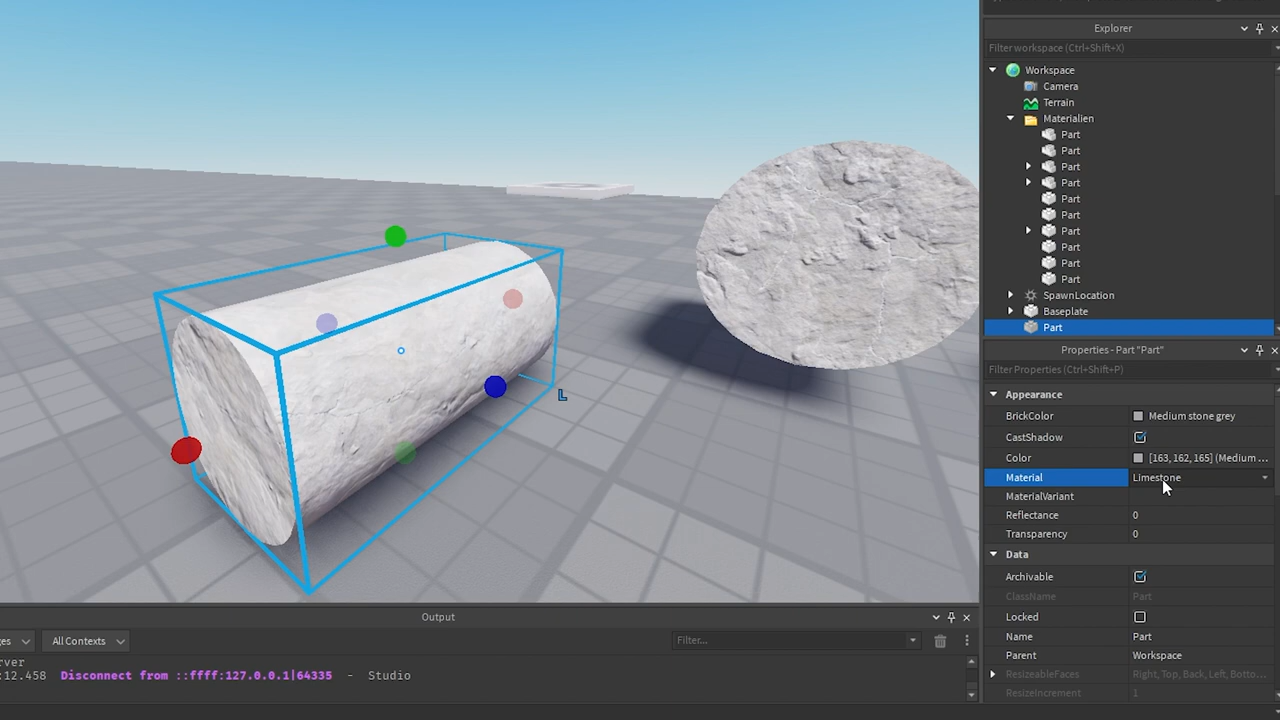 Explorer
Filter workspace (Ctrl+Shift+X)
Workspace
Camera
Terrain
Materialien
Part
Part
Part
Part
Part
Part
Part
Part
Part
Part
SpawnLocation
Baseplate
Part
Properties - Part "Part"
Filter Properties (Ctrl+Shift+P)
Appearance
BrickColor Medium stone grey
CastShadow
Color [163, 162, 165] (Medium ...
Material Limestone
MaterialVariant
Reflectance 0
Transparency 0
Data
Archivable
ClassName Part
Locked
Name Part
Parent Workspace
ResizeableFaces Right, Top, Back, Left, Botto...
ResizeIncrement 1
L
Output
ges All Contexts Filter...
rver
:12.458 Disconnect from ::ffff:127.0.0.1|64335 - Studio